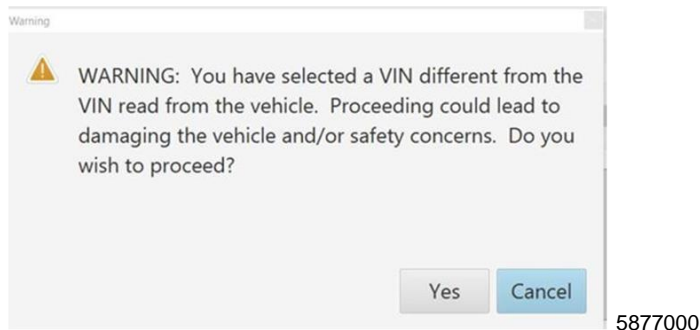 Warning
WARNING: You have selected a VIN different from the
VIN read from the vehicle. Proceeding could lead to
damaging the vehicle and/or safety concerns. Do you
wish to proceed?
Yes Cancel
5877000